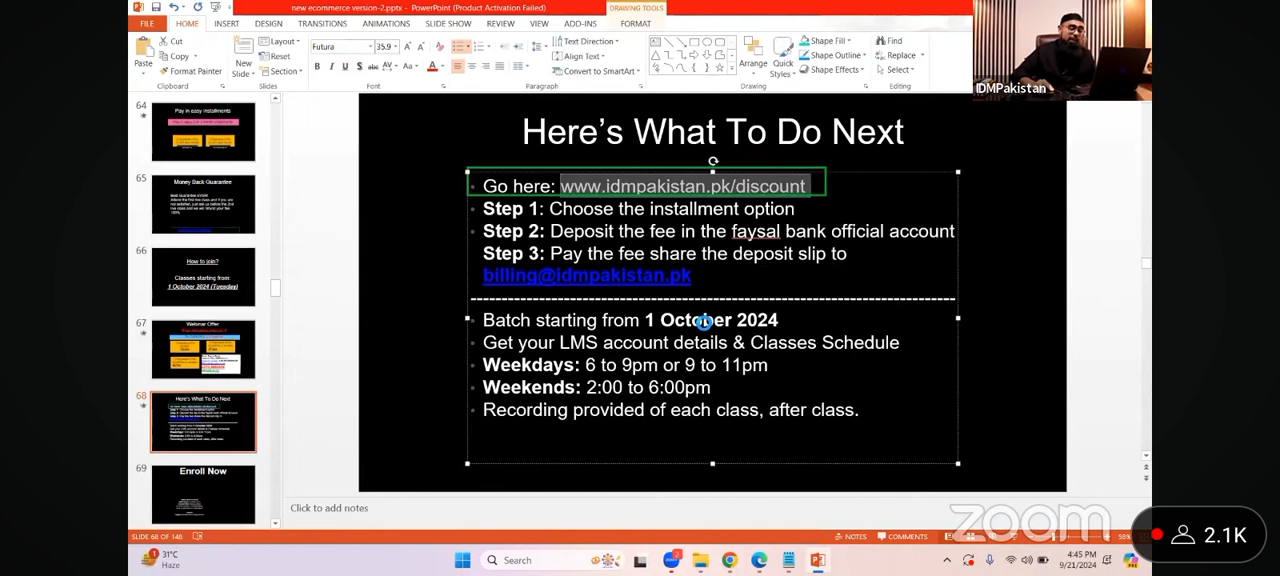 new ecommerce version-2.pptx - PowerPoint (Product Activation Failed)
DRAWING TOOLS
FILE HOME INSERT DESIGN TRANSITIONS ANIMATIONS SLIDE SHOW REVIEW VIEW ADD-INS FORMAT
Paste
Cut
Copy
Format Painter
Clipboard
New Slide
Layout
Reset
Section
Slides
Futura 35.9
Font
Text Direction
Align Text
Convert to SmartArt
Paragraph
Arrange
Quick Styles
Shape Fill
Shape Outline
Shape Effects
Drawing
Find
Replace
Select
Editing
IDMPakistan
64
Pay in easy installments
65
Money Back Guarantee
66
How to join?
Classes starting from:
1 October 2024 (Tuesday)
67
Webinar Offer
68
Here's What To Do Next
69
Enroll Now
Here's What To Do Next
Go here: www.idmpakistan.pk/discount
Step 1: Choose the installment option
Step 2: Deposit the fee in the faysal bank official account
Step 3: Pay the fee share the deposit slip to
billing@idmpakistan.pk
Batch starting from 1 October 2024
Get your LMS account details & Classes Schedule
Weekdays: 6 to 9pm or 9 to 11pm
Weekends: 2:00 to 6:00pm
Recording provided of each class, after class.
Click to add notes
zoom
2.1K
SLIDE 68 OF 148
NOTES
COMMENTS
58%
31°C
Haze
Search
4:45 PM
9/21/2024